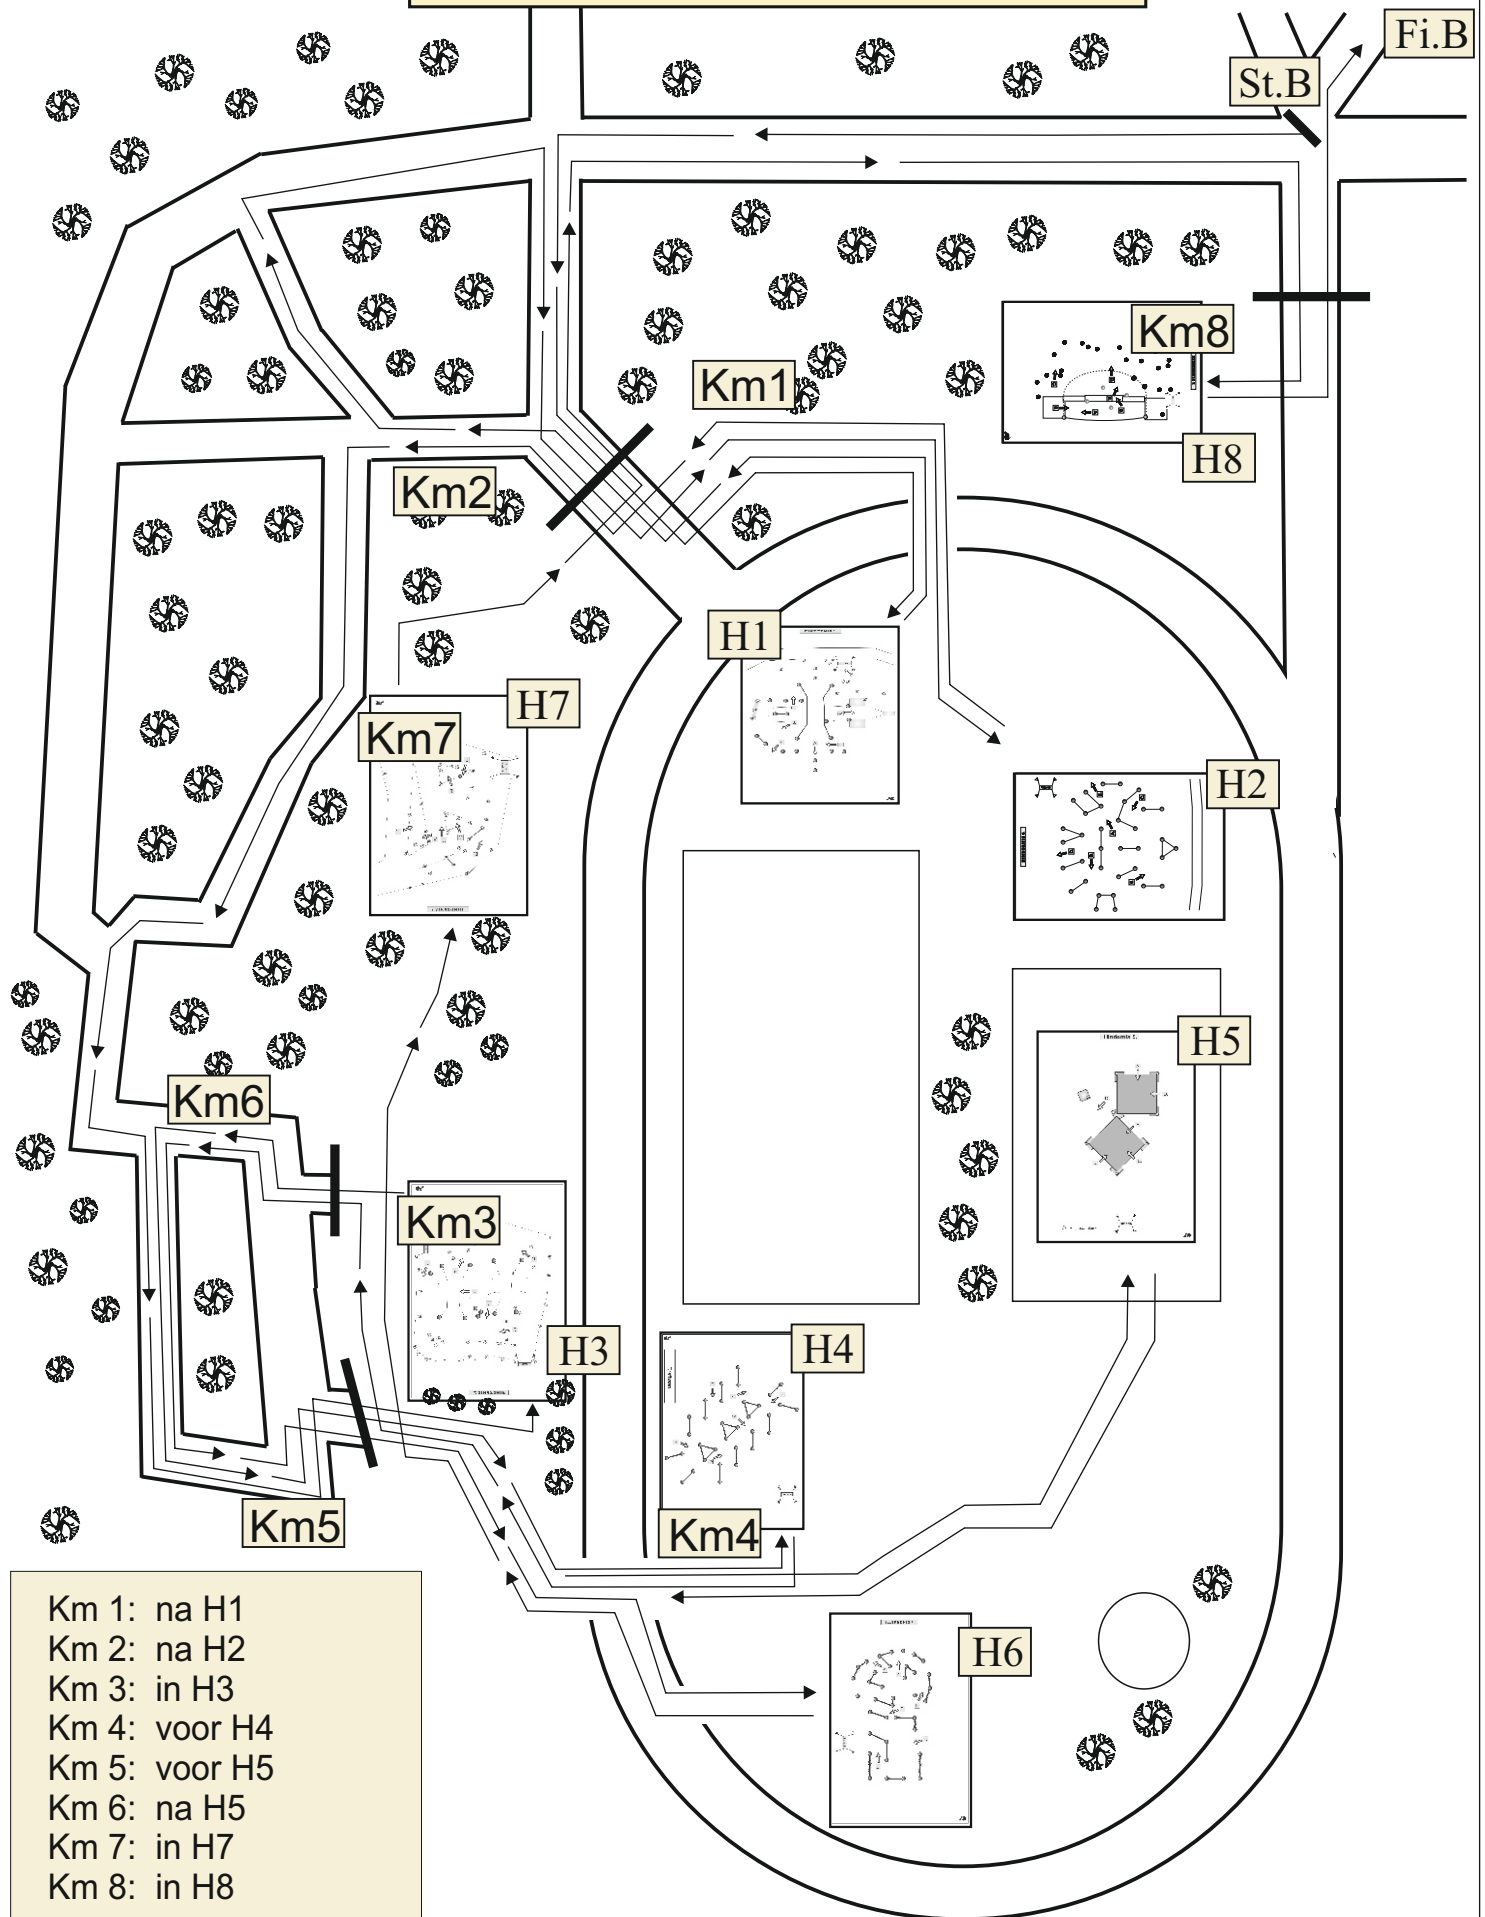 Fi.B
St.B
Km8
Km1
H8
Km2
H1
H7
Km7
H2
H5
Km6
Km3
H3
H4
Km5
Km4
H6
Km 1: na H1
Km 2: na H2
Km 3: in H3
Km 4: voor H4
Km 5: voor H5
Km 6: na H5
Km 7: in H7
Km 8: in H8